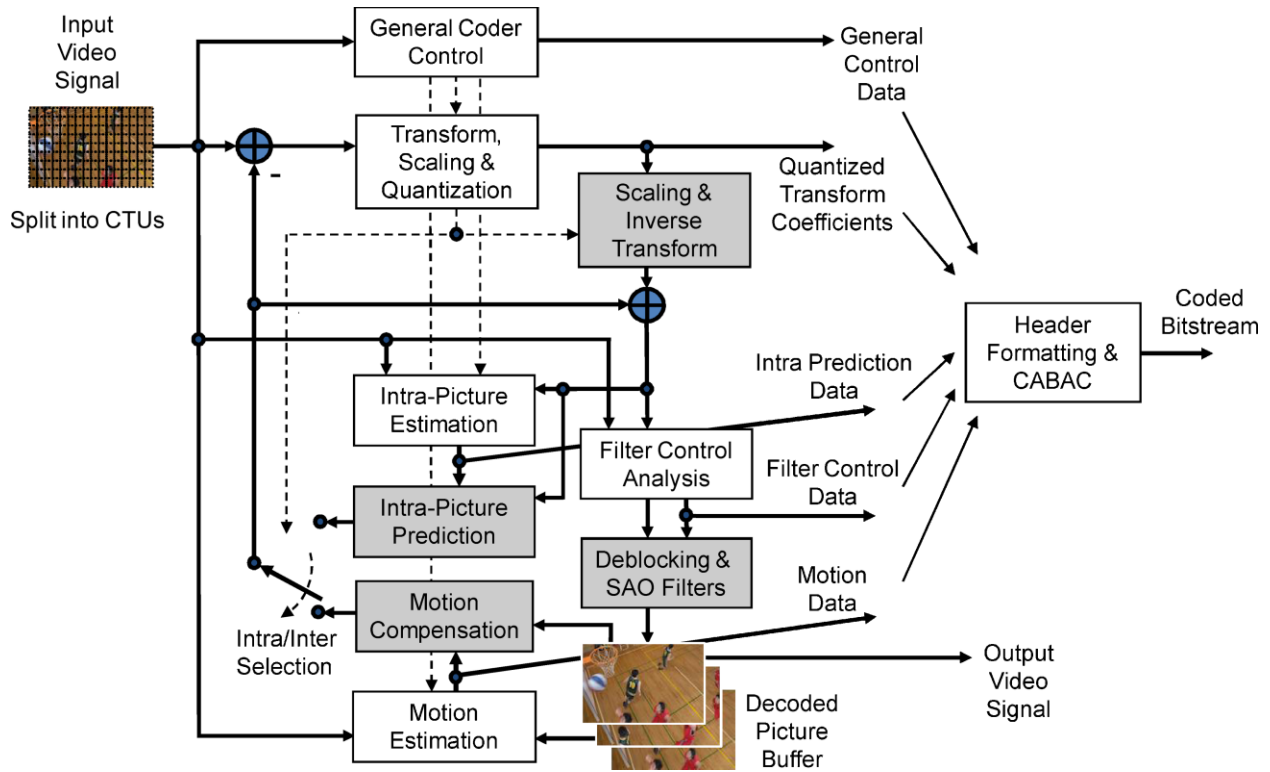 Input
Video
Signal
Split into CTUs
General Coder
Control
General
Control
Data
Transform,
Scaling &
Quantization
-
Quantized
Transform
Coefficients
Scaling &
Inverse
Transform
Header
Formatting &
CABAC
Coded
Bitstream
Intra-Picture
Estimation
Intra Prediction
Data
Filter Control
Analysis
Filter Control
Data
Intra-Picture
Prediction
Deblocking &
SAO Filters
Motion
Data
Motion
Compensation
Intra/Inter
Selection
Output
Video
Signal
Motion
Estimation
Decoded
Picture
Buffer